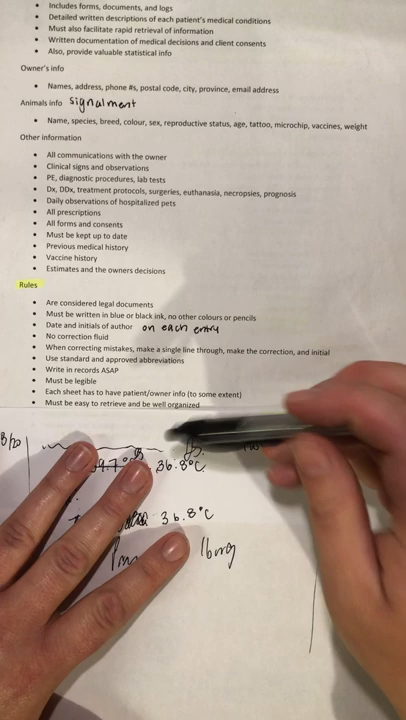 • Includes forms, documents, and logs
• Detailed written descriptions of each patient's medical conditions
• Must also facilitate rapid retrieval of information
• Written documentation of medical decisions and client consents
• Also, provide valuable statistical info
Owner's info
• Names, address, phone #s, postal code, city, province, email address
Animals info signalment
• Name, species, breed, colour, sex, reproductive status, age, tattoo, microchip, vaccines, weight
Other information
• All communications with the owner
• Clinical signs and observations
• PE, diagnostic procedures, lab tests
• Dx, DDx, treatment protocols, surgeries, euthanasia, necropsies, prognosis
• Daily observations of hospitalized pets
• All prescriptions
• All forms and consents
• Must be kept up to date
• Previous medical history
• Vaccine history
• Estimates and the owners decisions
Rules
• Are considered legal documents
• Must be written in blue or black ink, no other colours or pencils
• Date and initials of author on each entry
• No correction fluid
• When correcting mistakes, make a single line through, make the correction, and initial
• Use standard and approved abbreviations
• Write in records ASAP
• Must be legible
• Each sheet has to have patient/owner info (to some extent)
• Must be easy to retrieve and be well organized
36.8°C
36.8°C
16mg